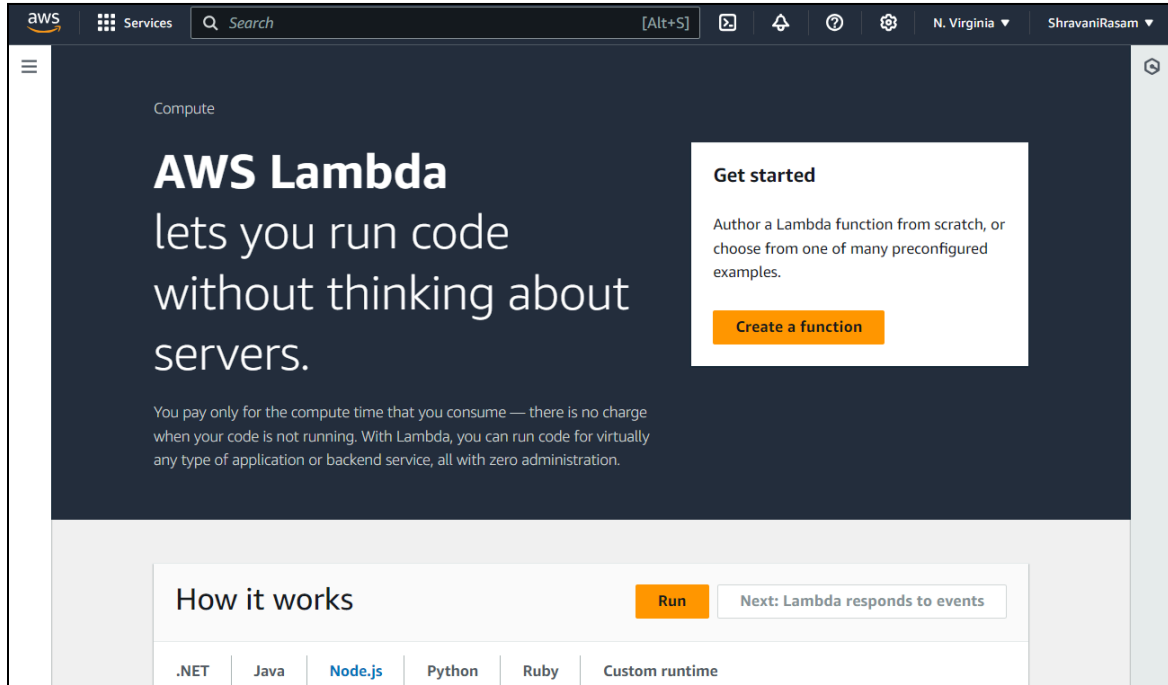 aws Services Search [Alt+S] N. Virginia ShravaniRasam
Compute
AWS Lambda
lets you run code
without thinking about
servers.
You pay only for the compute time that you consume — there is no charge
when your code is not running. With Lambda, you can run code for virtually
any type of application or backend service, all with zero administration.
Get started
Author a Lambda function from scratch, or
choose from one of many preconfigured
examples.
Create a function
How it works
Run
Next: Lambda responds to events
.NET Java Node.js Python Ruby Custom runtime